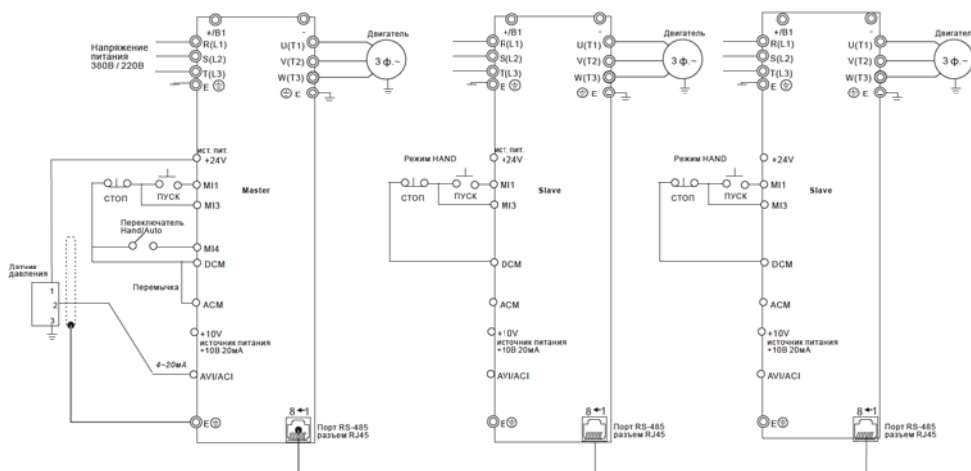 +/B1
-
Напряжение
питания
380В / 220В
R(L1)
S(L2)
T(L3)
E
U(T1)
V(T2)
W(T3)
E
Двигатель
3 ф.~
ист. пит.
+24V
СТОП
ПУСК
MI1
MI3
Master
Переключатель
Hand/Auto
MI4
DCM
Датчик
давления
1
2
3
Перемычка
ACM
+10V
источник питания
+10В 20мА
4~20мА
AVI/ACI
E
8 1
Порт RS-485
разъем RJ45
+/B1
-
R(L1)
S(L2)
T(L3)
E
U(T1)
V(T2)
W(T3)
E
Двигатель
3 ф.~
ист. пит.
+24V
Режим HAND
СТОП
ПУСК
MI1
MI3
Slave
DCM
ACM
+10V
источник питания
+10В 20мА
AVI/ACI
E
8 1
Порт RS-485
разъем RJ45
+/B1
-
R(L1)
S(L2)
T(L3)
E
U(T1)
V(T2)
W(T3)
E
Двигатель
3 ф.~
+24V
Режим HAND
СТОП
ПУСК
MI1
MI3
Slave
DCM
ACM
+10V
источник питания
+10В 20мА
AVI/ACI
E
8 1
Порт RS-485
разъем RJ45